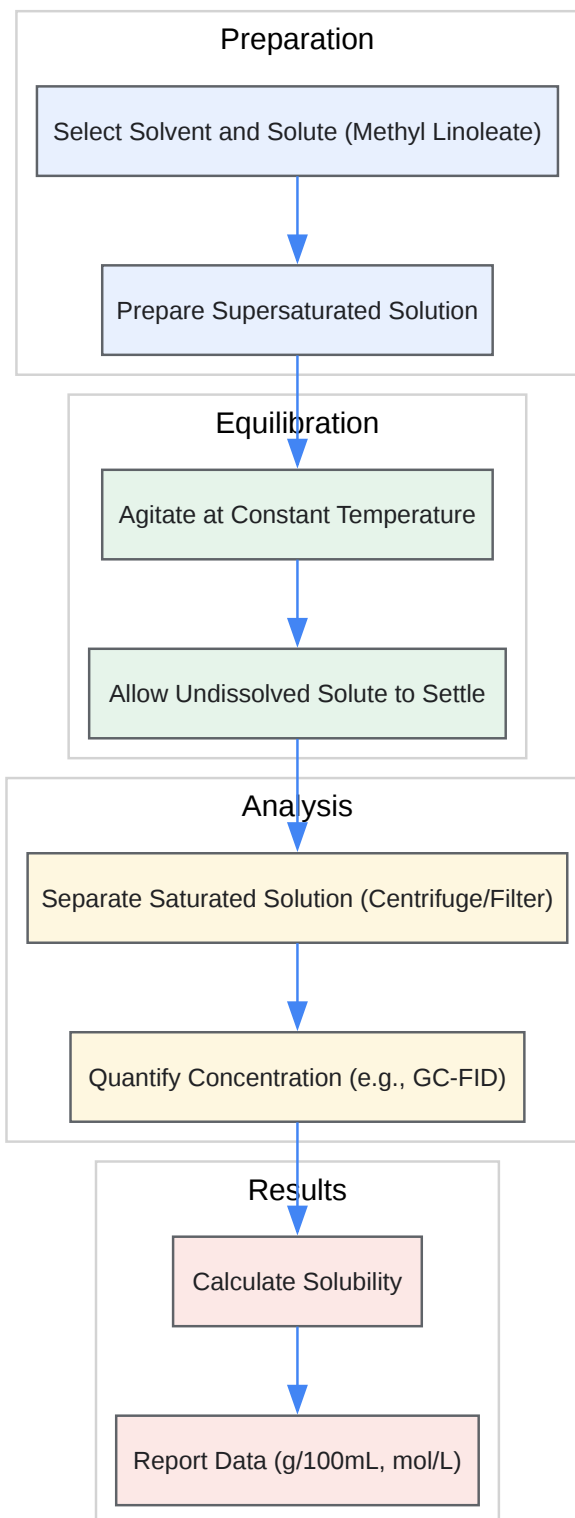 Preparation
Select Solvent and Solute (Methyl Linoleate)
Prepare Supersaturated Solution
Equilibration
Agitate at Constant Temperature
Allow Undissolved Solute to Settle
Analysis
Separate Saturated Solution (Centrifuge/Filter)
Quantify Concentration (e.g., GC-FID)
Results
Calculate Solubility
Report Data (g/100mL, mol/L)